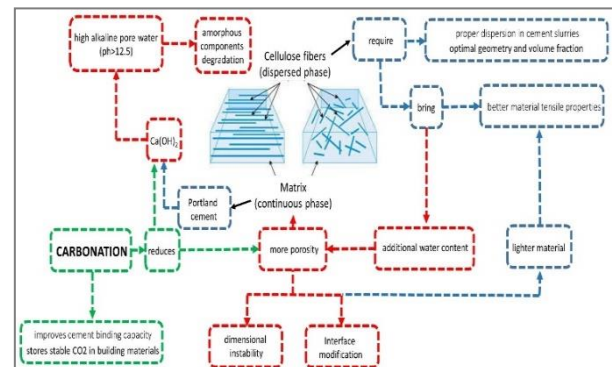 high alkaline pore water
(ph>12.5)
amorphous
components
degradation
Cellulose fibers
(dispersed phase)
require
proper dispersion in cement slurries
optimal geometry and volume fraction
bring
better material tensile properties
Ca(OH)2
Portland
cement
Matrix
(continuous phase)
CARBONATION
reduces
more porosity
additional water content
lighter material
improves cement binding capacity
stores stable CO2 in building materials
dimensional
instability
Interface
modification